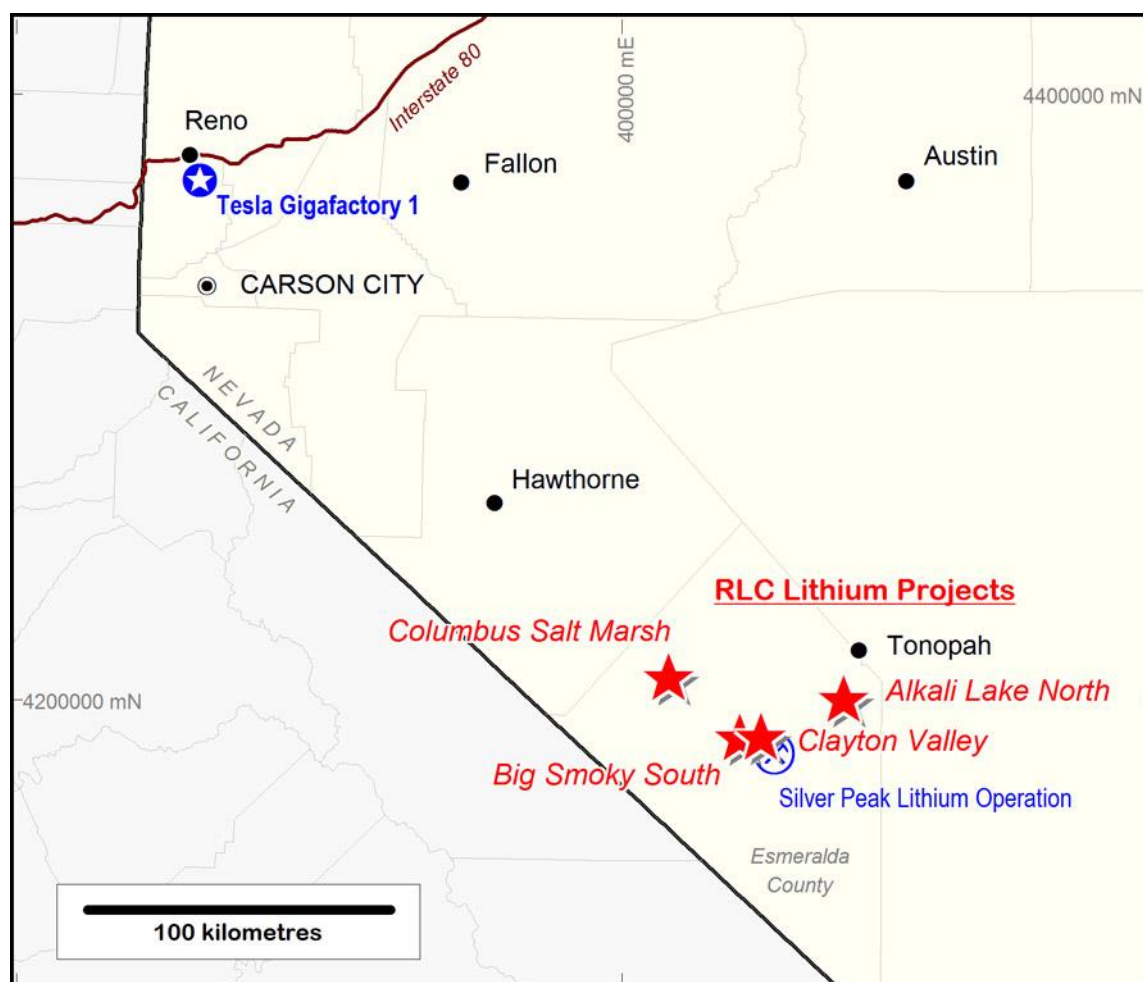 Interstate 80
400000 mE
4400000 mN
Reno
Fallon
Austin
Tesla Gigafactory 1
CARSON CITY
NEVADA
CALIFORNIA
Hawthorne
RLC Lithium Projects
Columbus Salt Marsh
Tonopah
Alkali Lake North
4200000 mN
Clayton Valley
Big Smoky South
Silver Peak Lithium Operation
Esmeralda
County
100 kilometres